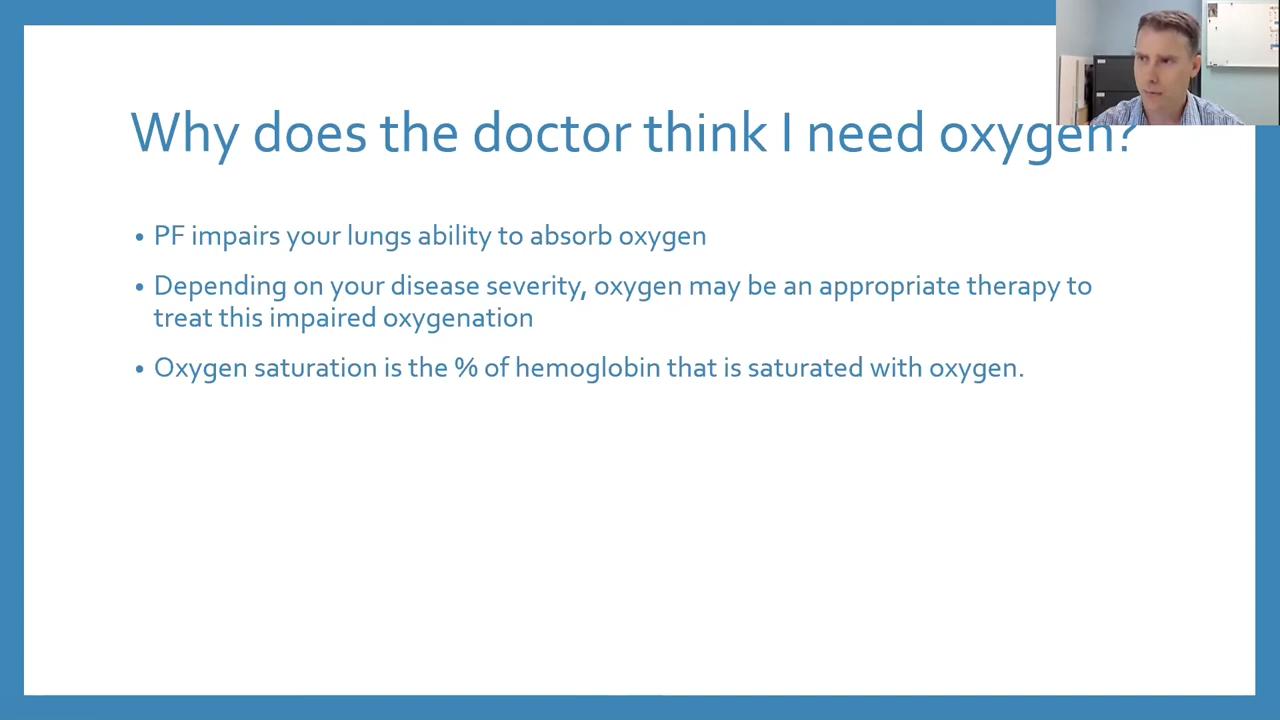 Why does the doctor think I need oxygen?
• PF impairs your lungs ability to absorb oxygen
• Depending on your disease severity, oxygen may be an appropriate therapy to
treat this impaired oxygenation
• Oxygen saturation is the % of hemoglobin that is saturated with oxygen.